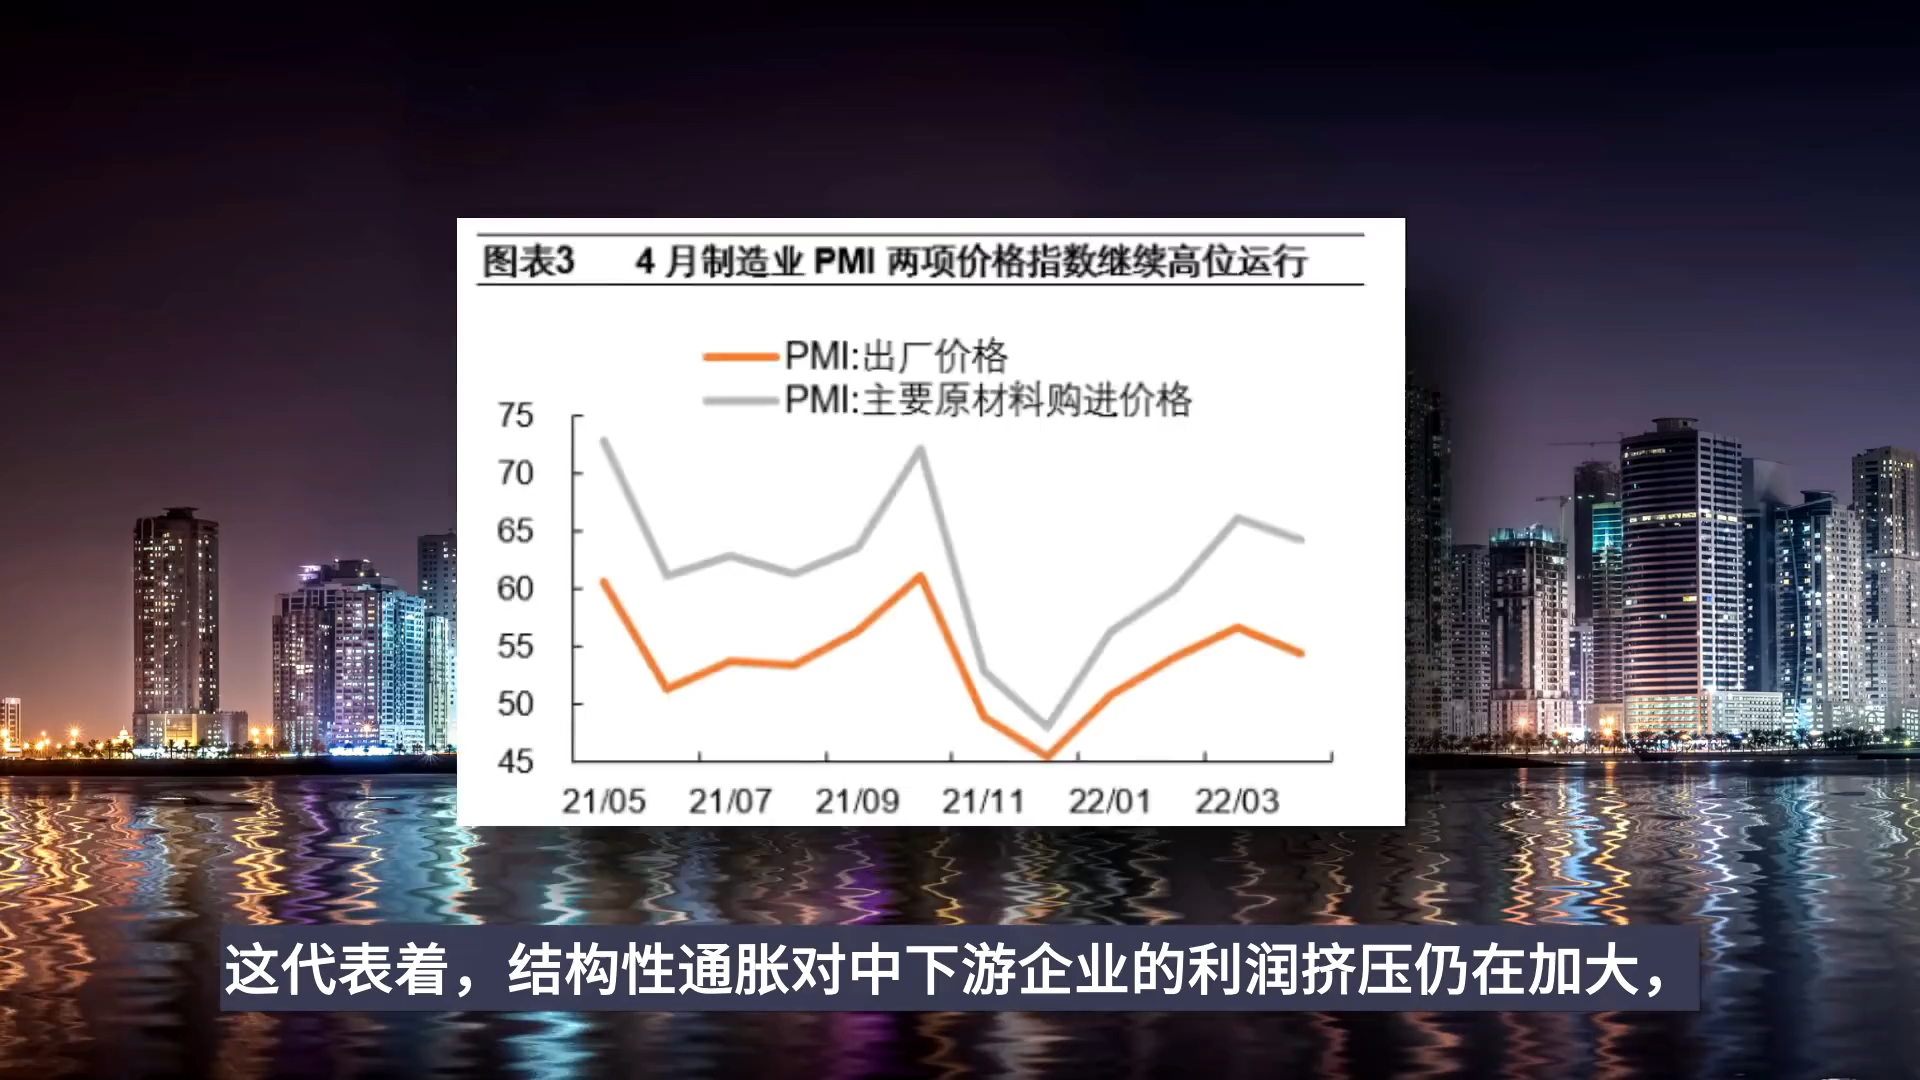 图表3 4 月制造业 PMI 两项价格指数继续高位运行
PMI:出厂价格
PMI:主要原材料购进价格
75
70
65
60
55
50
45
21/05 21/07 21/09 21/11 22/01 22/03
这代表着，结构性通胀对中下游企业的利润挤压仍在加大，